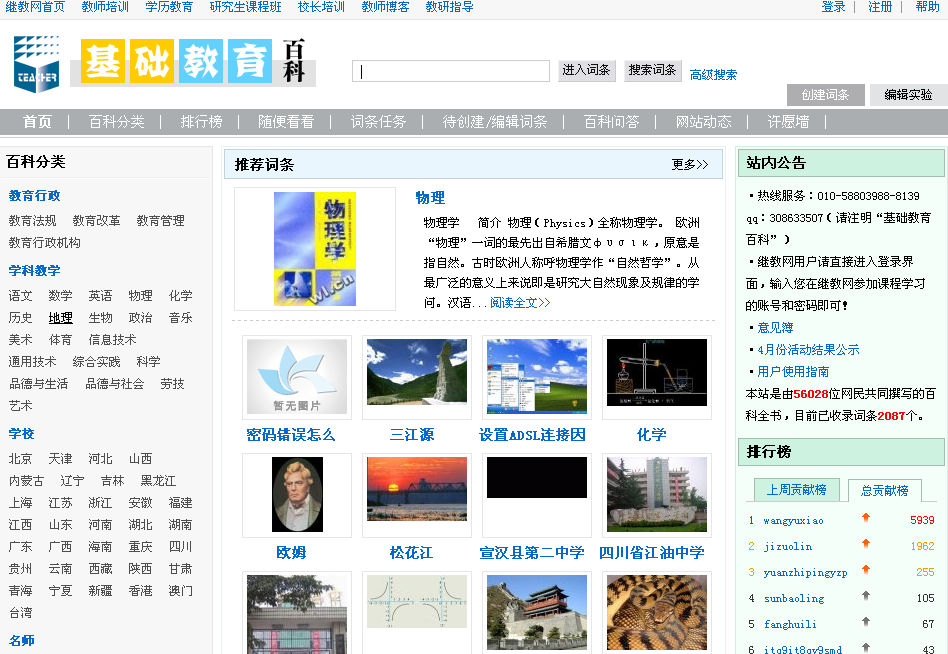 继教网首页 教师培训 学历教育 研究生课程班 校长培训 教师博客 教研指导 登录 | 注册 | 帮助
TEACHER 基础教育百科
进入词条 搜索词条 高级搜索
创建词条 编辑实验
首页 | 百科分类 | 排行榜 | 随便看看 | 词条任务 | 待创建/编辑词条 | 百科问答 | 网站动态 | 许愿墙 |
百科分类
教育行政
教育法规 教育改革 教育管理
教育行政机构
学科教学
语文 数学 英语 物理 化学
历史 地理 生物 政治 音乐
美术 体育 信息技术
通用技术 综合实践 科学
品德与生活 品德与社会 劳技
艺术
学校
北京 天津 河北 山西
内蒙古 辽宁 吉林 黑龙江
上海 江苏 浙江 安徽 福建
江西 山东 河南 湖北 湖南
广东 广西 海南 重庆 四川
贵州 云南 西藏 陕西 甘肃
青海 宁夏 新疆 香港 澳门
台湾
名师
推荐词条 更多>>
物理学
wl.cn
物理
物理学 简介 物理(Physics)全称物理学。 欧洲
“物理”一词的最先出自希腊文φυσικ,原意是
指自然。古时欧洲人称呼物理学作“自然哲学”。从
最广泛的意义上来说即是研究大自然现象及规律的学
问。汉语...阅读全文>>
暂无图片
密码错误怎么 三江源 设置ADSL连接因 化学
欧姆 松花江 宣汉县第二中学 四川省江油中学
站内公告
·热线服务:010-58803988-8139
qq:308633507(请注明“基础教育
百科”)
·继教网用户请直接进入登录界
面,输入您在继教网参加课程学习
的账号和密码即可!
·意见簿
·4月份活动结果公示
·用户使用指南
本站是由56028位网民共同撰写的百
科全书,目前已收录词条2087个。
排行榜
上周贡献榜 总贡献榜
1 wangyuxiao 5939
2 jizuolin 1962
3 yuanzhipingyzp 255
4 sunbaoling 105
5 fanghuili 67
6 itq9it8qy9smd 43